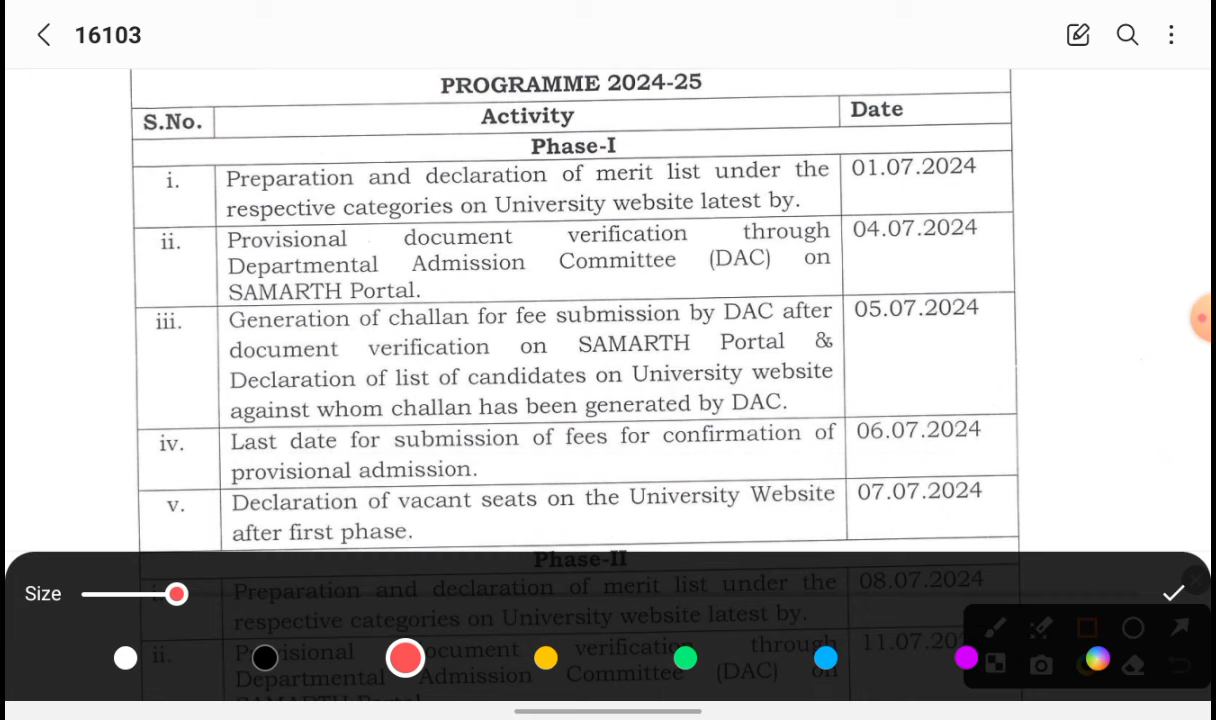 16103
PROGRAMME 2024-25
S.No. Activity Date
Phase-I
i. Preparation and declaration of merit list under the 01.07.2024
respective categories on University website latest by.
ii. Provisional document verification through 04.07.2024
Departmental Admission Committee (DAC) on
SAMARTH Portal.
iii. Generation of challan for fee submission by DAC after 05.07.2024
document verification on SAMARTH Portal &
Declaration of list of candidates on University website
against whom challan has been generated by DAC.
iv. Last date for submission of fees for confirmation of 06.07.2024
provisional admission.
v. Declaration of vacant seats on the University Website 07.07.2024
after first phase.
Phase-II
Size
Preparation and declaration of merit list under the 08.07.2024
respective categories on University website latest by.
ii. document through
Departmental Admission Committee (DAC) on